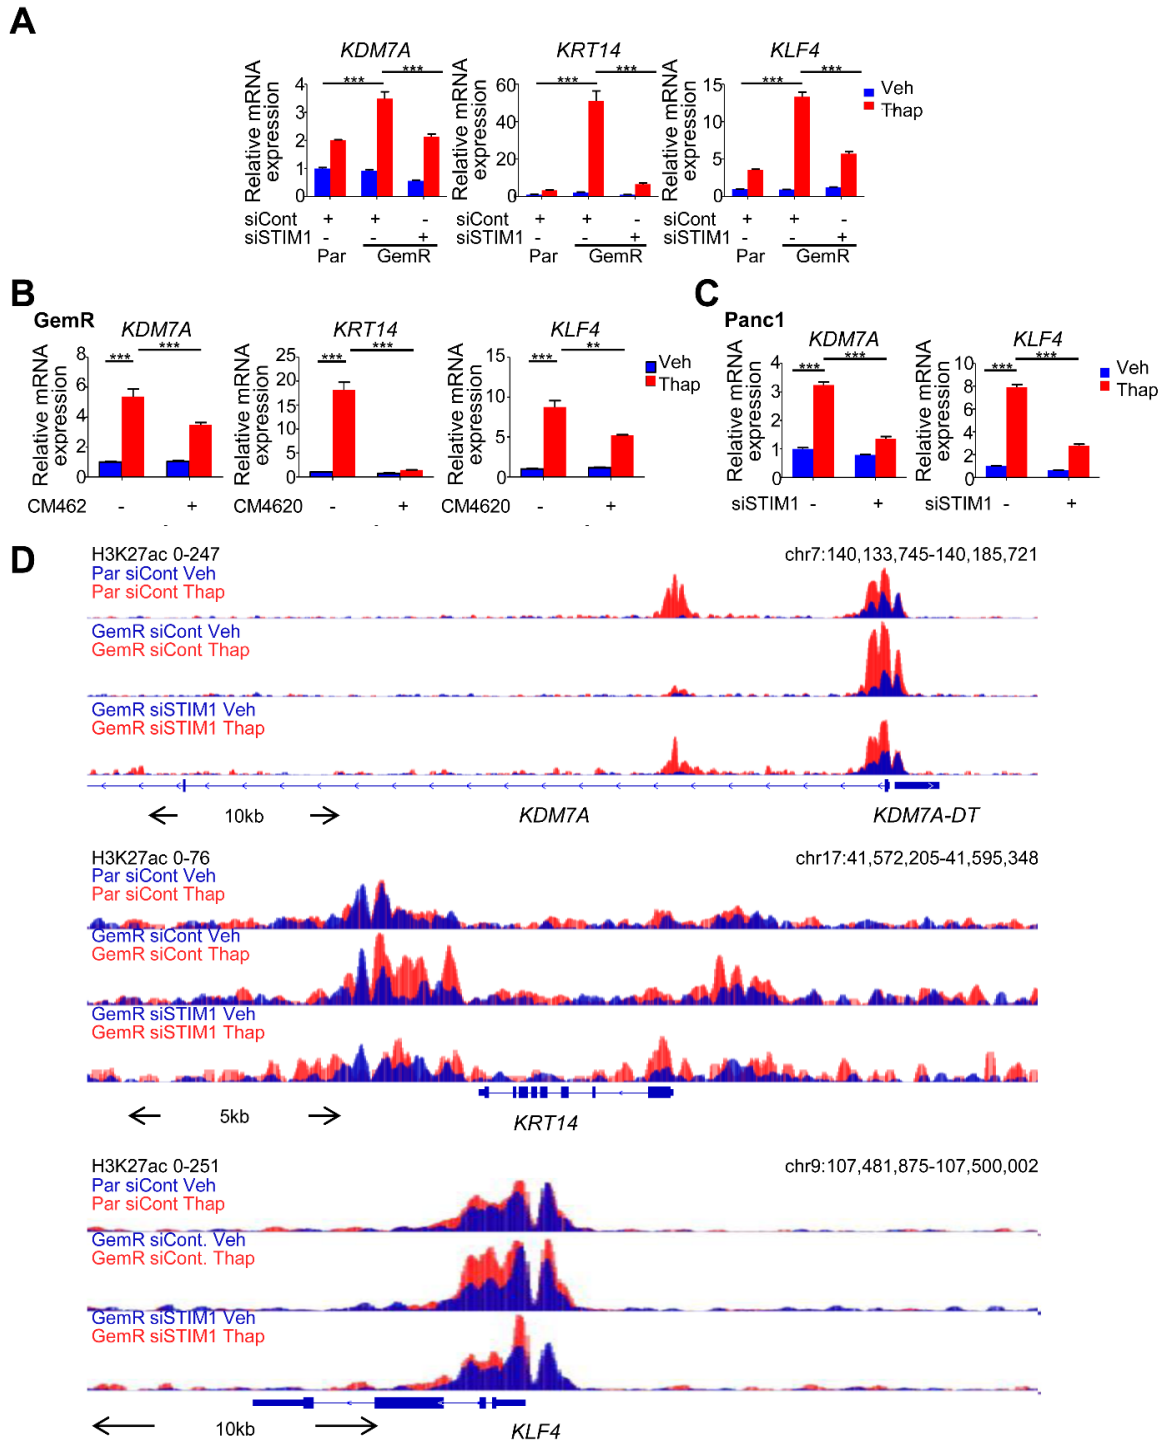 A
KDM7A KRT14 KLF4
*** *** *** *** *** ***
Relative mRNA expression
4
3
2
1
0
Relative mRNA expression
60
40
20
0
Relative mRNA expression
15
10
5
0
Veh
Thap
siCont + + - siCont + + - siCont + + -
siSTIM1 - - + siSTIM1 - - + siSTIM1 - - +
Par GemR Par GemR Par GemR
B
GemR
KDM7A KRT14 KLF4
*** *** *** *** *** **
Relative mRNA expression
8
6
4
2
0
Relative mRNA expression
25
20
15
10
5
0
Relative mRNA expression
15
10
5
0
Veh
Thap
CM462 - + CM4620 - + CM4620 - +
C
Panc1
KDM7A KLF4
*** *** *** ***
Relative mRNA expression
4
3
2
1
0
Relative mRNA expression
10
8
6
4
2
0
Veh
Thap
siSTIM1 - + siSTIM1 - +
D
H3K27ac 0-247 chr7:140,133,745-140,185,721
Par siCont Veh
Par siCont Thap
GemR siCont Veh
GemR siCont Thap
GemR siSTIM1 Veh
GemR siSTIM1 Thap
10kb KDM7A KDM7A-DT
H3K27ac 0-76 chr17:41,572,205-41,595,348
Par siCont Veh
Par siCont Thap
GemR siCont Veh
GemR siCont Thap
GemR siSTIM1 Veh
GemR siSTIM1 Thap
5kb KRT14
H3K27ac 0-251 chr9:107,481,875-107,500,002
Par siCont Veh
Par siCont Thap
GemR siCont. Veh
GemR siCont. Thap
GemR siSTIM1 Veh
GemR siSTIM1 Thap
10kb KLF4